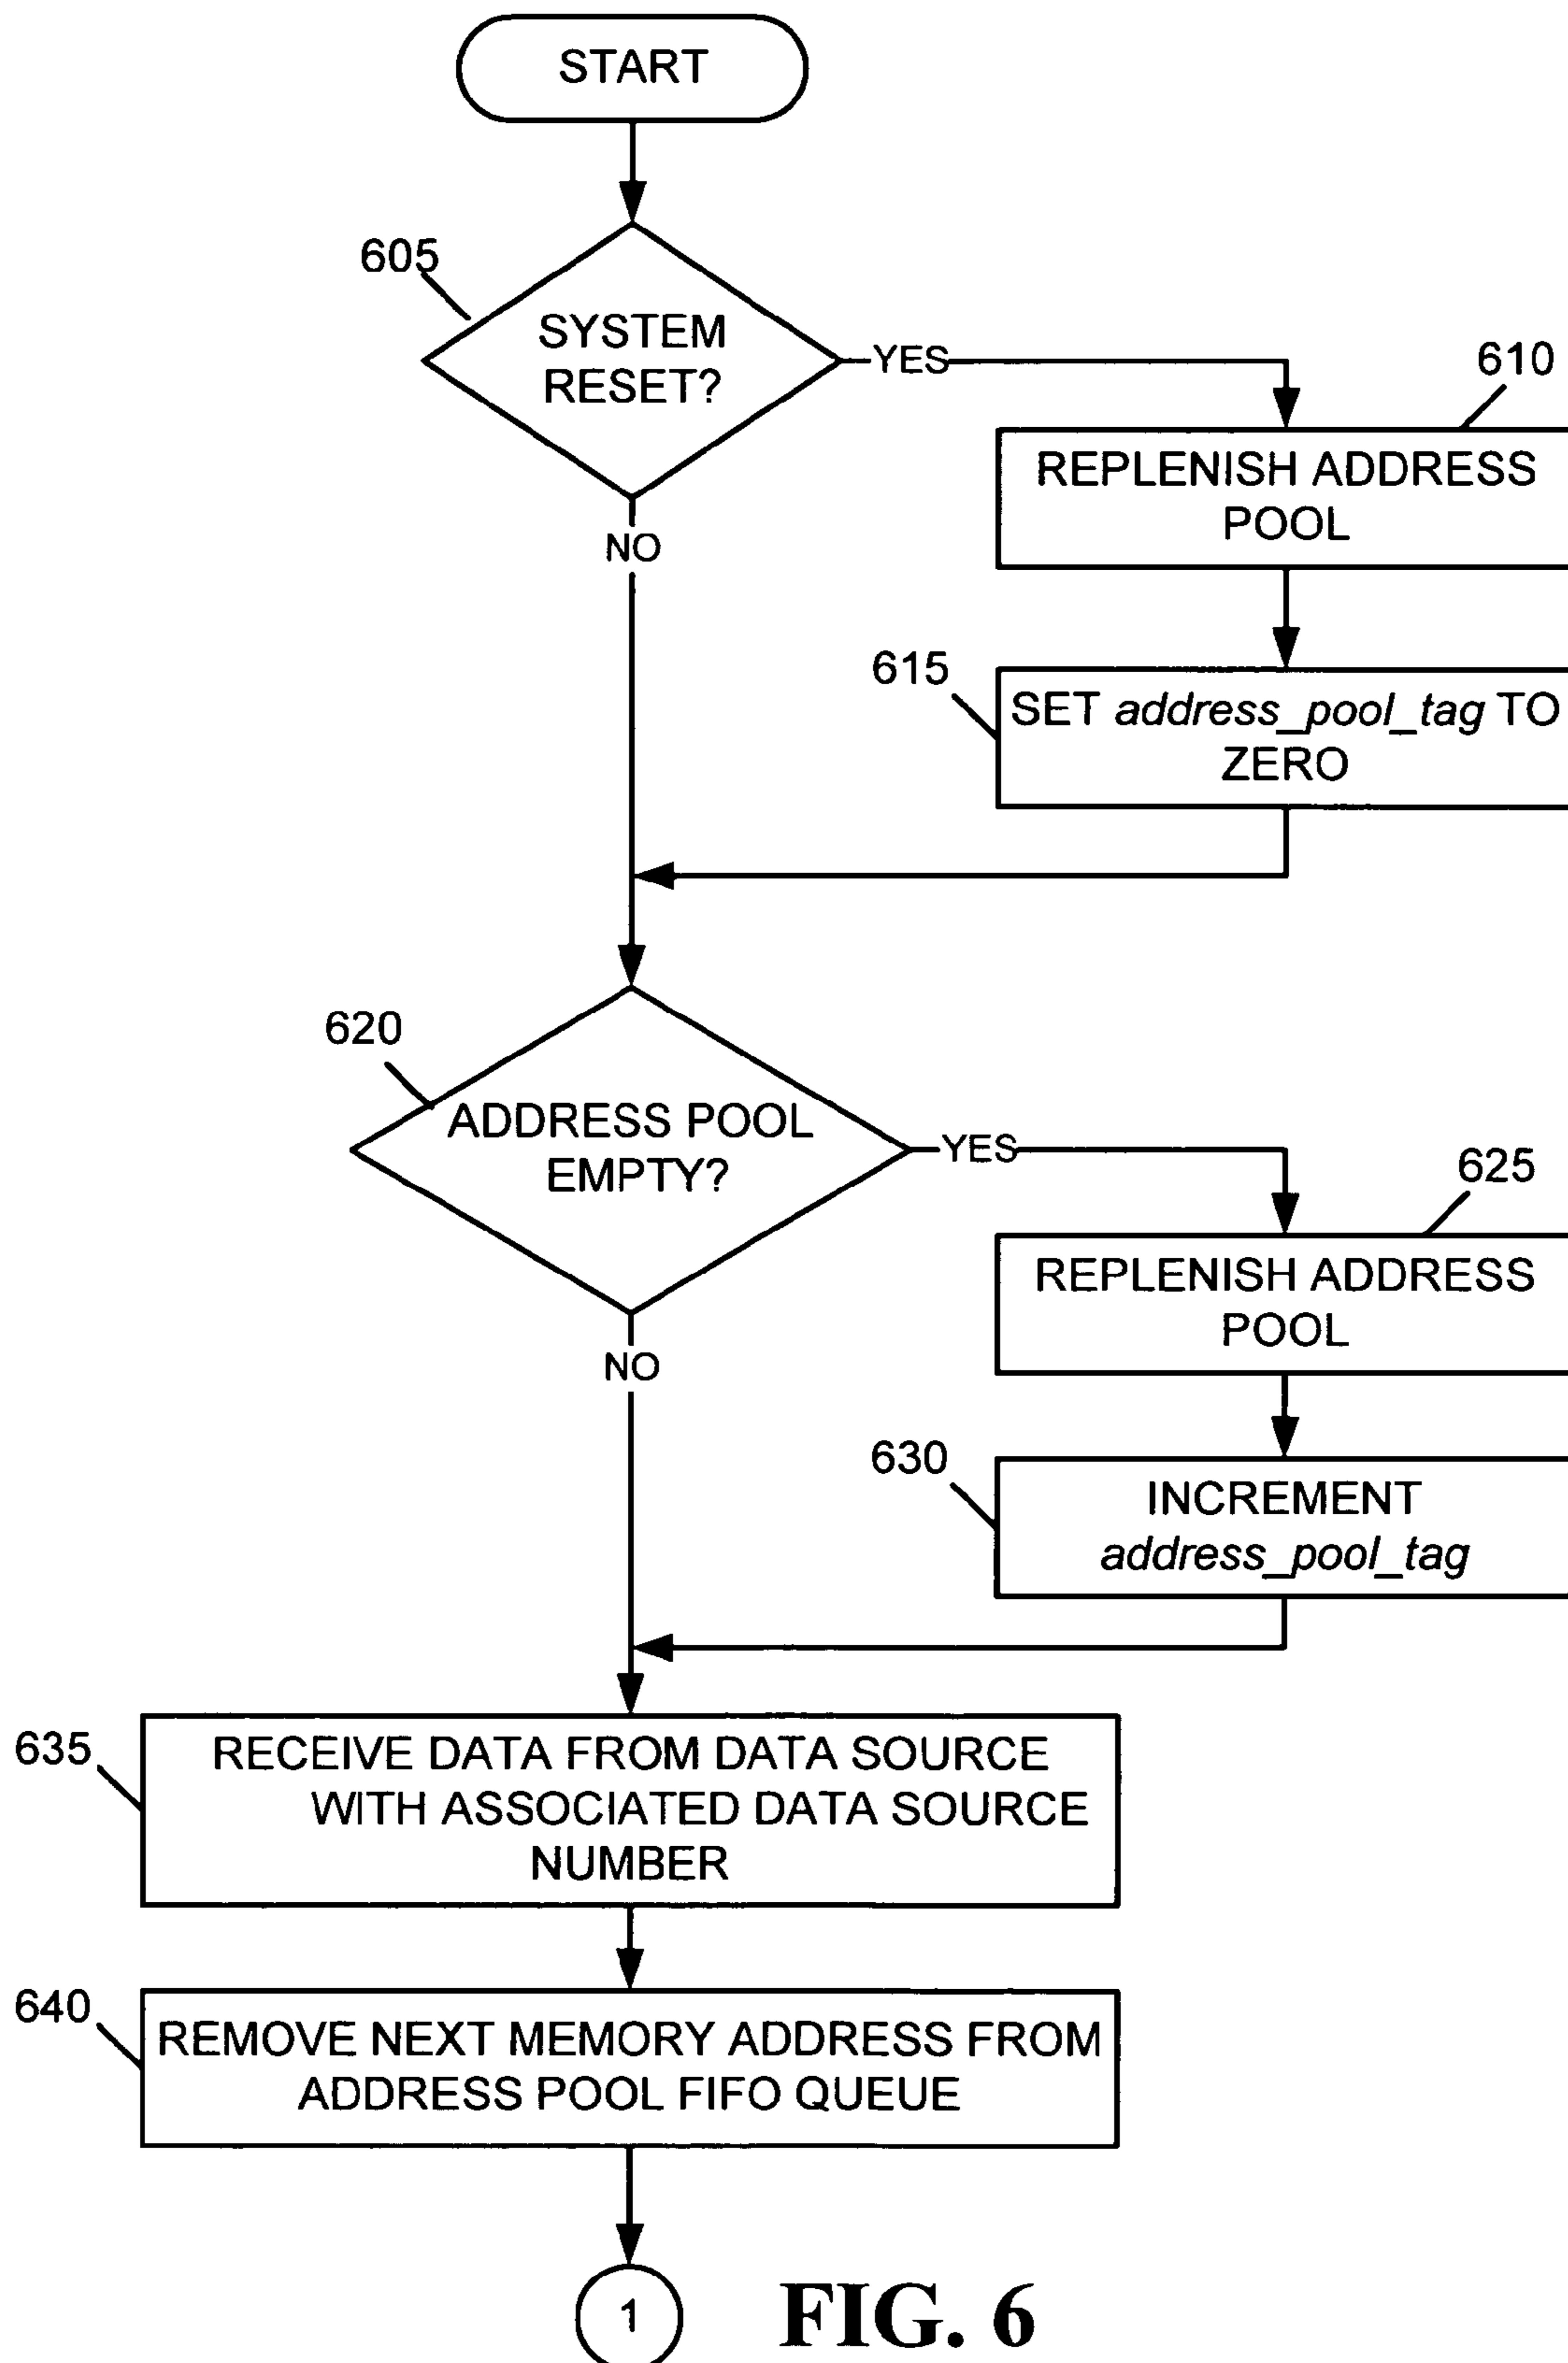 START
605
SYSTEM
RESET?
YES
610
REPLENISH ADDRESS
POOL
NO
615
SET address_pool_tag TO
ZERO
620
ADDRESS POOL
EMPTY?
YES
625
REPLENISH ADDRESS
POOL
NO
630
INCREMENT
address_pool_tag
635
RECEIVE DATA FROM DATA SOURCE
WITH ASSOCIATED DATA SOURCE
NUMBER
640
REMOVE NEXT MEMORY ADDRESS FROM
ADDRESS POOL FIFO QUEUE
1
FIG. 6